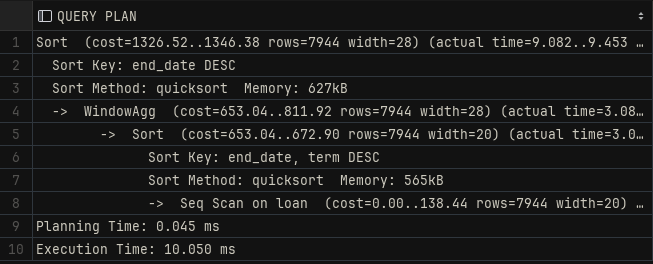 QUERY PLAN
1 Sort (cost=1326.52..1346.38 rows=7944 width=28) (actual time=9.082..9.453 …
2 Sort Key: end_date DESC
3 Sort Method: quicksort Memory: 627kB
4 -> WindowAgg (cost=653.04..811.92 rows=7944 width=28) (actual time=3.08…
5 -> Sort (cost=653.04..672.90 rows=7944 width=20) (actual time=3.0…
6 Sort Key: end_date, term DESC
7 Sort Method: quicksort Memory: 565kB
8 -> Seq Scan on loan (cost=0.00..138.44 rows=7944 width=20) …
9 Planning Time: 0.045 ms
10 Execution Time: 10.050 ms